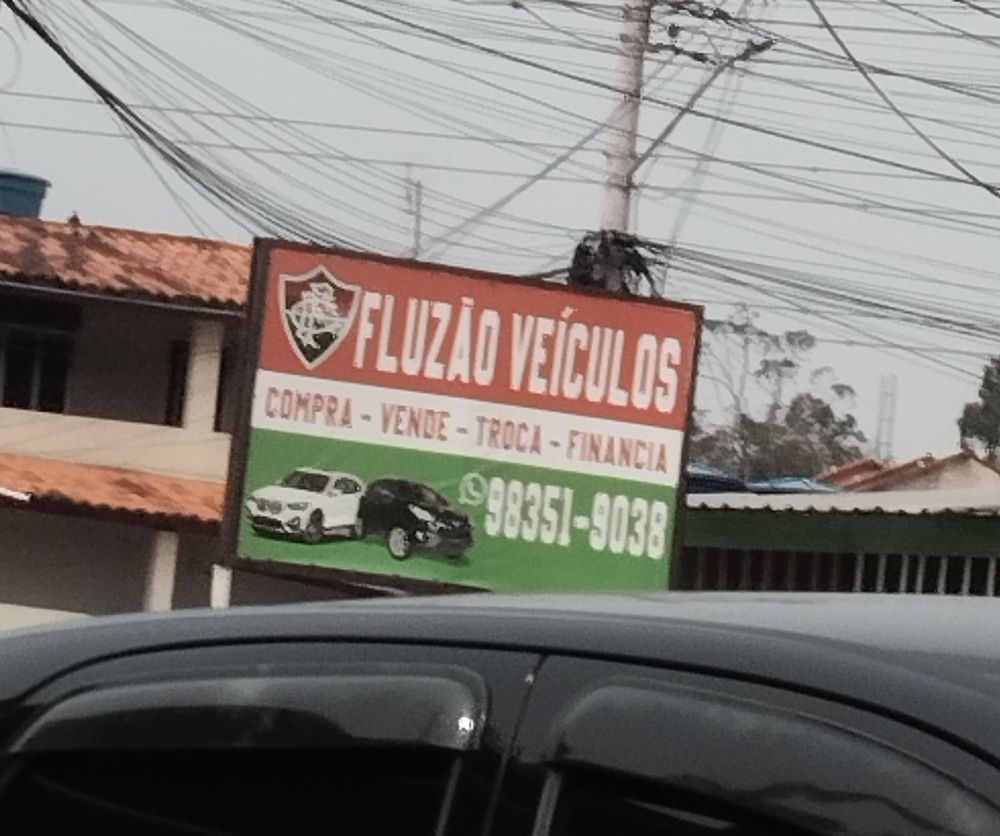 FLUZÃO VEÍCULOS
COMPRA - VENDE - TROCA - FINANCIA
98351-9038